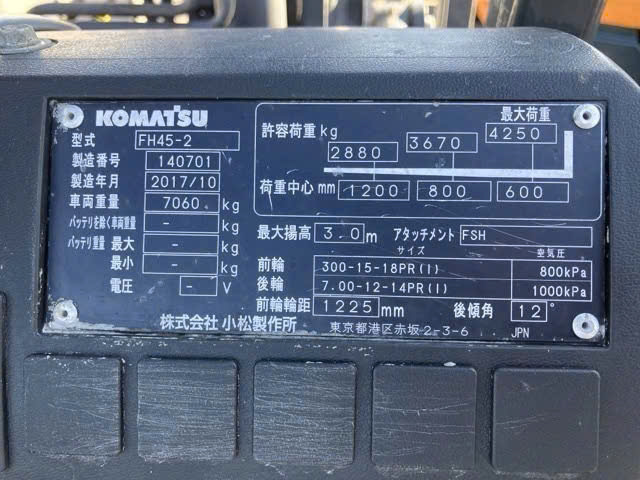 KOMATSU
型式 FH45-2
製造番号 140701
製造年月 2017/10
車両重量 7060 kg
バッテリを除く車両重量 - kg
バッテリ重量 最大 - kg
最小 - kg
電圧 - V
株式会社 小松製作所
最大荷重
許容荷重 kg 2880 3670 4250
荷重中心 mm 1200 800 600
最大揚高 3.0 m アタッチメント FSH
サイズ 空気圧
前輪 300-15-18PR(I) 800kPa
後輪 7.00-12-14PR(I) 1000kPa
前輪輪距 1225 mm 後傾角 12°
東京都港区赤坂2-3-6 JPN